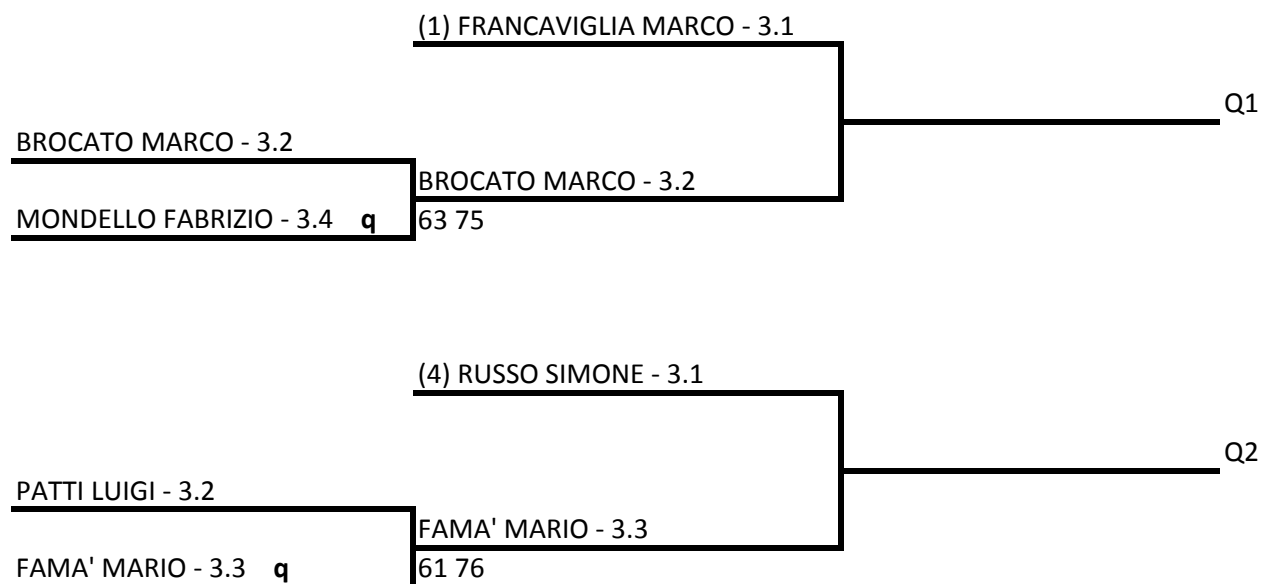 (1) FRANCAVIGLIA MARCO - 3.1
Q1
BROCATO MARCO - 3.2
BROCATO MARCO - 3.2
MONDELLO FABRIZIO - 3.4 q
63 75
(4) RUSSO SIMONE - 3.1
Q2
PATTI LUIGI - 3.2
FAMA' MARIO - 3.3
FAMA' MARIO - 3.3 q
61 76